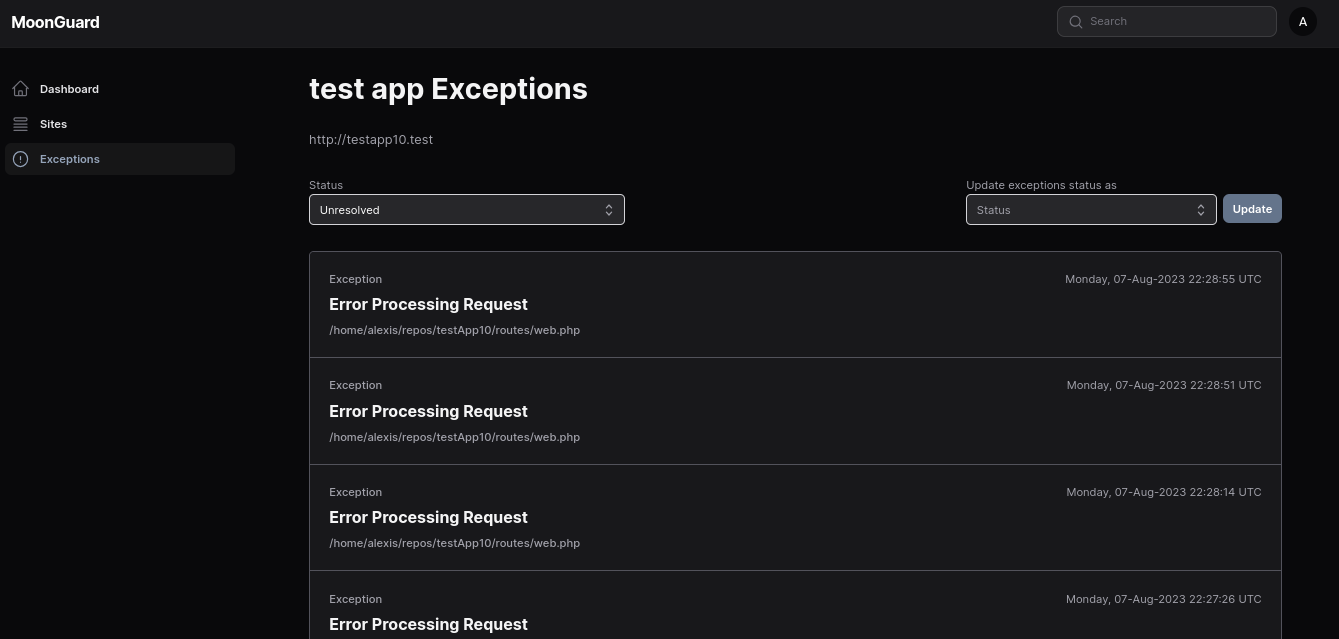 MoonGuard
Search
A
Dashboard
Sites
Exceptions
test app Exceptions
http://testapp10.test
Status
Update exceptions status as
Unresolved
Status
Update
Exception
Monday, 07-Aug-2023 22:28:55 UTC
Error Processing Request
/home/alexis/repos/testApp10/routes/web.php
Exception
Monday, 07-Aug-2023 22:28:51 UTC
Error Processing Request
/home/alexis/repos/testApp10/routes/web.php
Exception
Monday, 07-Aug-2023 22:28:14 UTC
Error Processing Request
/home/alexis/repos/testApp10/routes/web.php
Exception
Monday, 07-Aug-2023 22:27:26 UTC
Error Processing Request